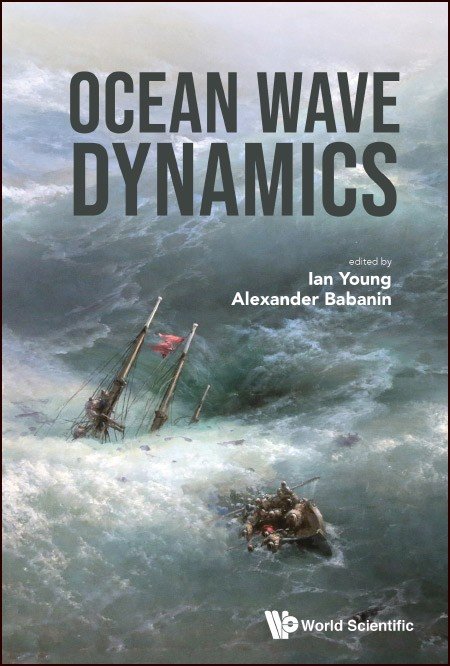 OCEAN WAVE
DYNAMICS
edited by
Ian Young
Alexander Babanin
World Scientific